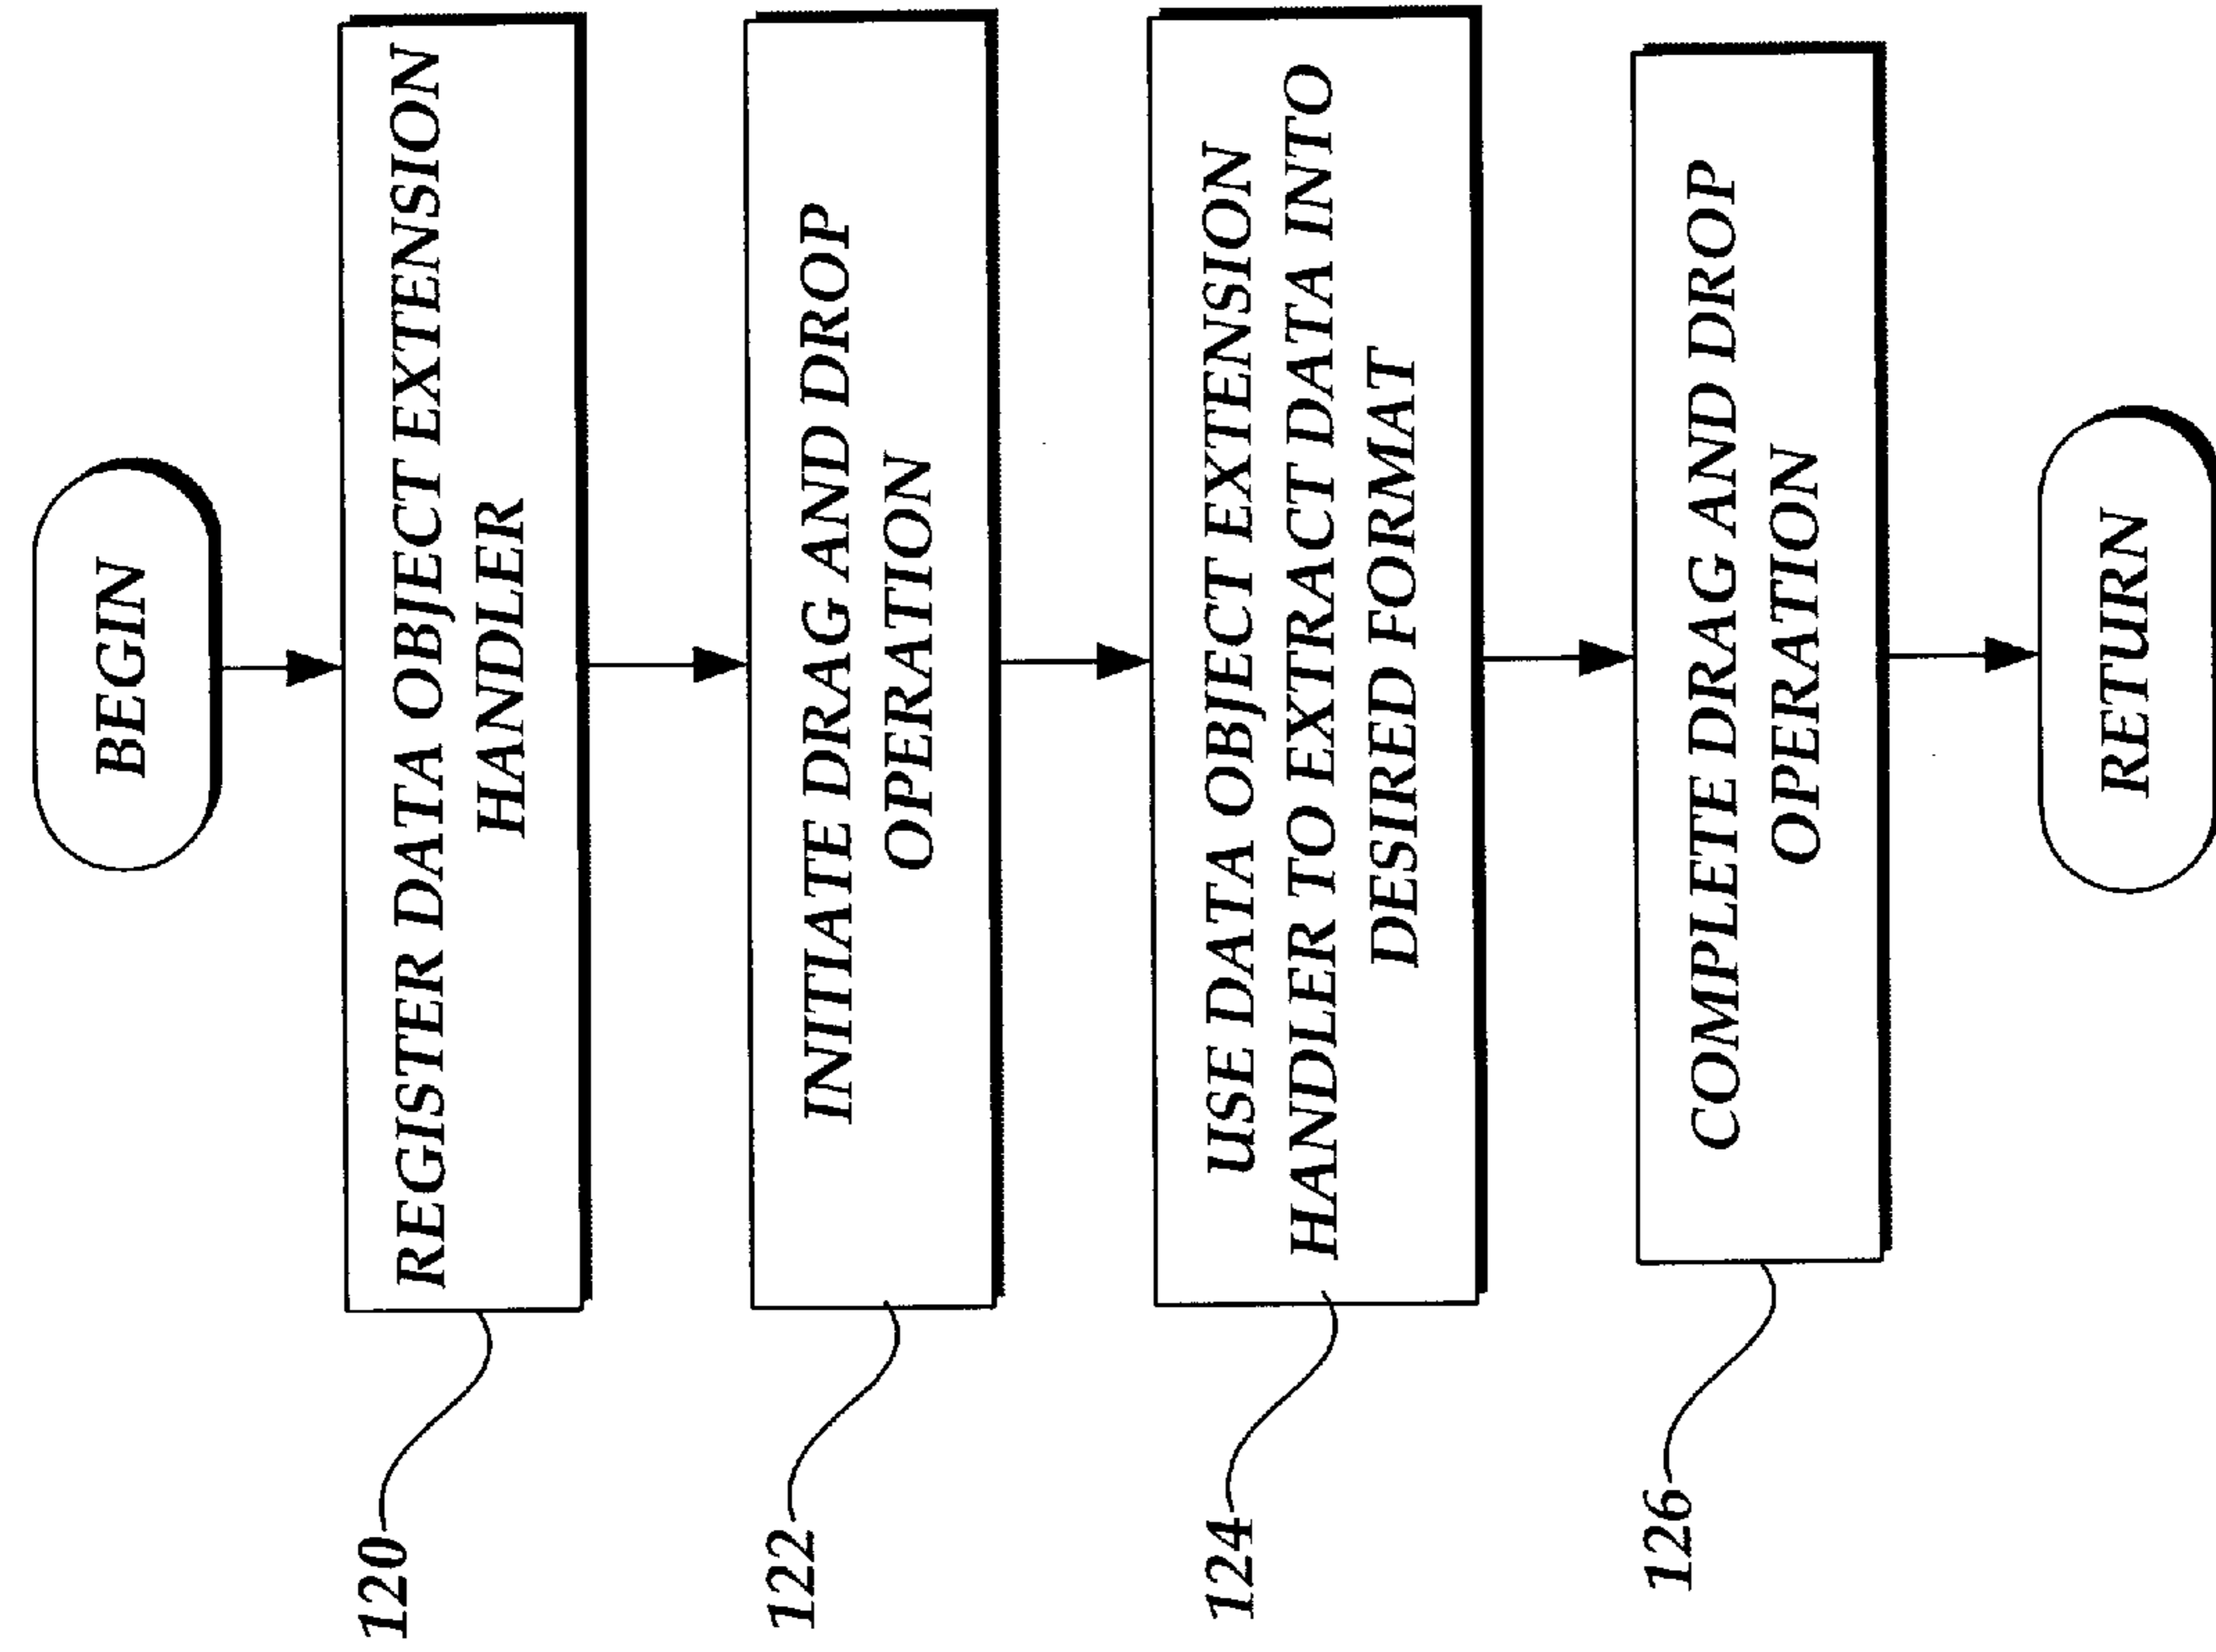 BEGIN
REGISTER DATA OBJECT EXTENSION
HANDLER
120
INITIATE DRAG AND DROP
OPERATION
122
USE DATA OBJECT EXTENSION
HANDLER TO EXTRACT DATA INTO
DESIRED FORMAT
124
COMPLETE DRAG AND DROP
OPERATION
126
RETURN